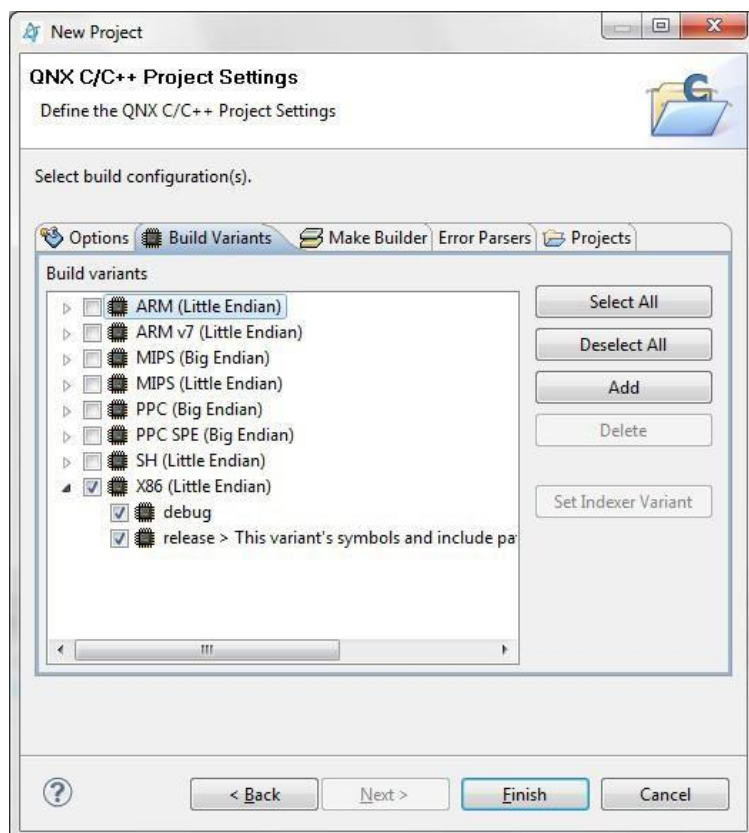 New Project
QNX C/C++ Project Settings
Define the QNX C/C++ Project Settings
Select build configuration(s).
Options Build Variants Make Builder Error Parsers Projects
Build variants
ARM (Little Endian)
ARM v7 (Little Endian)
MIPS (Big Endian)
MIPS (Little Endian)
PPC (Big Endian)
PPC SPE (Big Endian)
SH (Little Endian)
X86 (Little Endian)
debug
release > This variant's symbols and include pa
Select All
Deselect All
Add
Delete
Set Indexer Variant
< Back Next > Finish Cancel